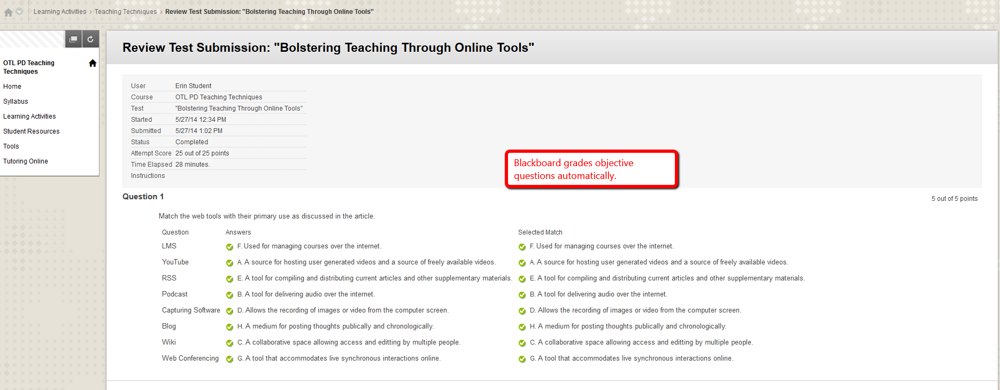 Learning Activities > Teaching Techniques > Review Test Submission: "Bolstering Teaching Through Online Tools"
OTL PD Teaching
Techniques
Home
Syllabus
Learning Activities
Student Resources
Tools
Tutoring Online
Review Test Submission: "Bolstering Teaching Through Online Tools"
User Erin Student
Course OTL PD Teaching Techniques
Test "Bolstering Teaching Through Online Tools"
Started 5/27/14 12:34 PM
Submitted 5/27/14 1:02 PM
Status Completed
Attempt Score 25 out of 25 points
Time Elapsed 28 minutes.
Instructions
Blackboard grades objective
questions automatically.
Question 1
5 out of 5 points
Match the web tools with their primary use as discussed in the article.
Question Answers Selected Match
LMS F. Used for managing courses over the internet. F. Used for managing courses over the internet.
YouTube A. A source for hosting user generated videos and a source of freely available videos. A. A source for hosting user generated videos and a source of freely available videos.
RSS E. A tool for compiling and distributing current articles and other supplementary materials. E. A tool for compiling and distributing current articles and other supplementary materials.
Podcast B. A tool for delivering audio over the internet. B. A tool for delivering audio over the internet.
Capturing Software D. Allows the recording of images or video from the computer screen. D. Allows the recording of images or video from the computer screen.
Blog H. A medium for posting thoughts publically and chronologically. H. A medium for posting thoughts publically and chronologically.
Wiki C. A collaborative space allowing access and editting by multiple people. C. A collaborative space allowing access and editting by multiple people.
Web Conferencing G. A tool that accommodates live synchronous interactions online. G. A tool that accommodates live synchronous interactions online.